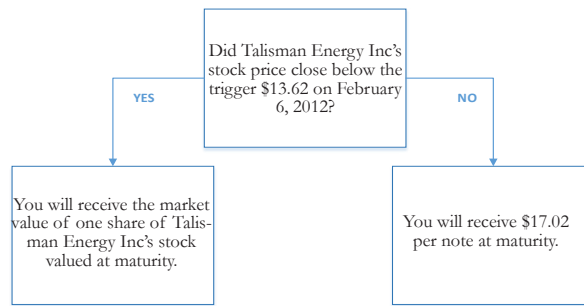 Did Talisman Energy Inc's
stock price close below the
trigger $13.62 on February
6, 2012?
YES
NO
You will receive the market
value of one share of Talis-
man Energy Inc's stock
valued at maturity.
You will receive $17.02
per note at maturity.